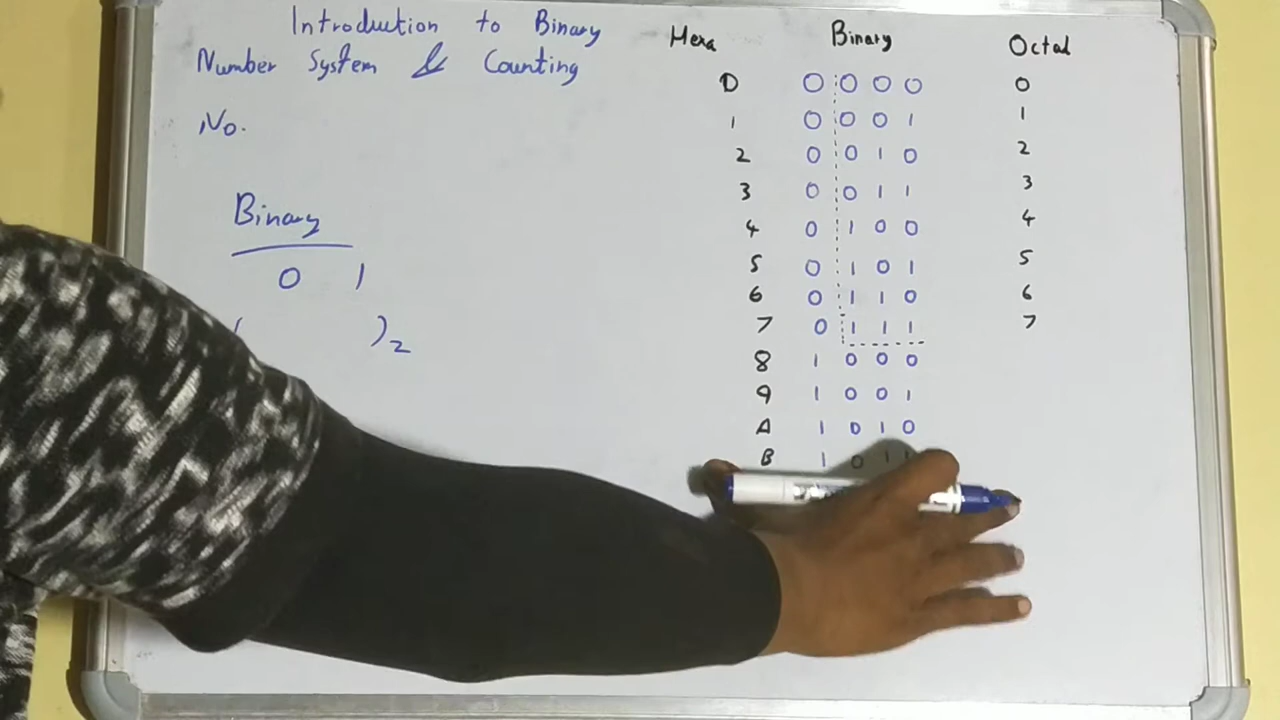 Introduction to Binary
Number System & Counting
No.
Binary
0 1
( )2
Hexa Binary Octal
0 0 0 0 0 0
1 0 0 0 1 1
2 0 0 1 0 2
3 0 0 1 1 3
4 0 1 0 0 4
5 0 1 0 1 5
6 0 1 1 0 6
7 0 1 1 1 7
8 1 0 0 0
9 1 0 0 1
A 1 0 1 0
B 1 0 1 1